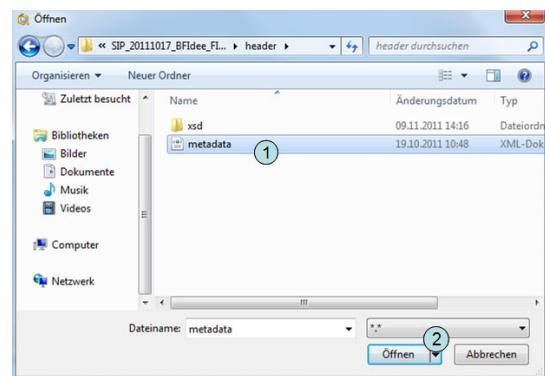 Öffnen
« SIP_20111017_BFIdee_FI... ▸ header ▸
header durchsuchen
Organisieren
Neuer Ordner
Zuletzt besucht
Name
Änderungsdatum
Typ
xsd
09.11.2011 14:16
Dateiordn
Bibliotheken
metadata
19.10.2011 10:48
XML-Dok
1
Bilder
Dokumente
Musik
Videos
Computer
Netzwerk
Dateiname: metadata
*.*
2
Öffnen
Abbrechen